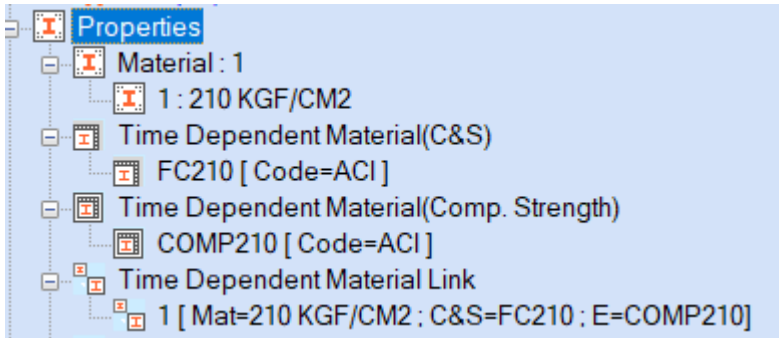 Properties
Material : 1
1 : 210 KGF/CM2
Time Dependent Material(C&S)
FC210 [ Code=ACI ]
Time Dependent Material(Comp. Strength)
COMP210 [ Code=ACI ]
Time Dependent Material Link
1 [ Mat=210 KGF/CM2 ; C&S=FC210 ; E=COMP210]